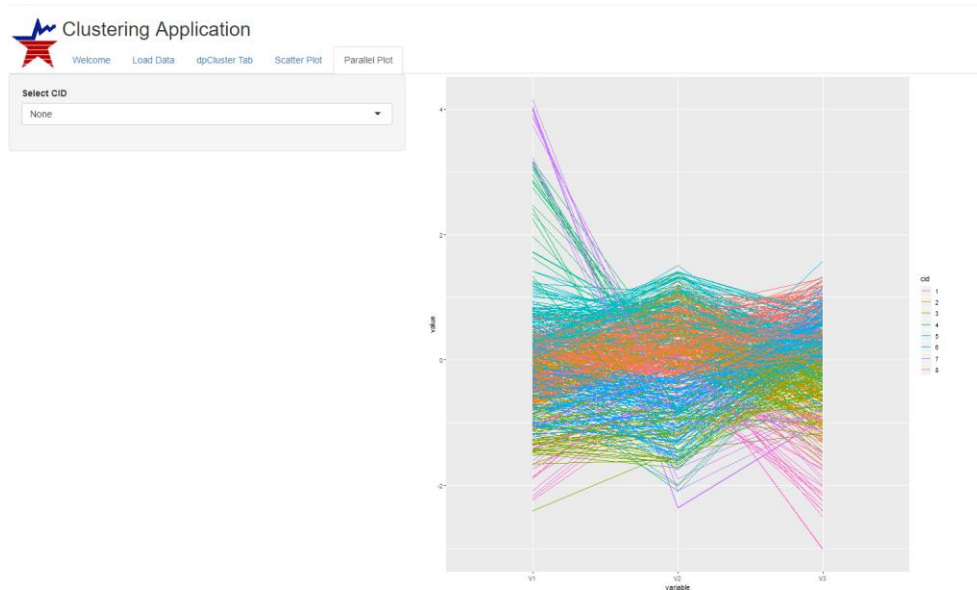 Clustering Application
Welcome Load Data dpCluster Tab Scatter Plot Parallel Plot
Select CID
None
4
2
0
-2
value
V1 V2 V3
variable
cid
1
2
3
4
5
6
7
8